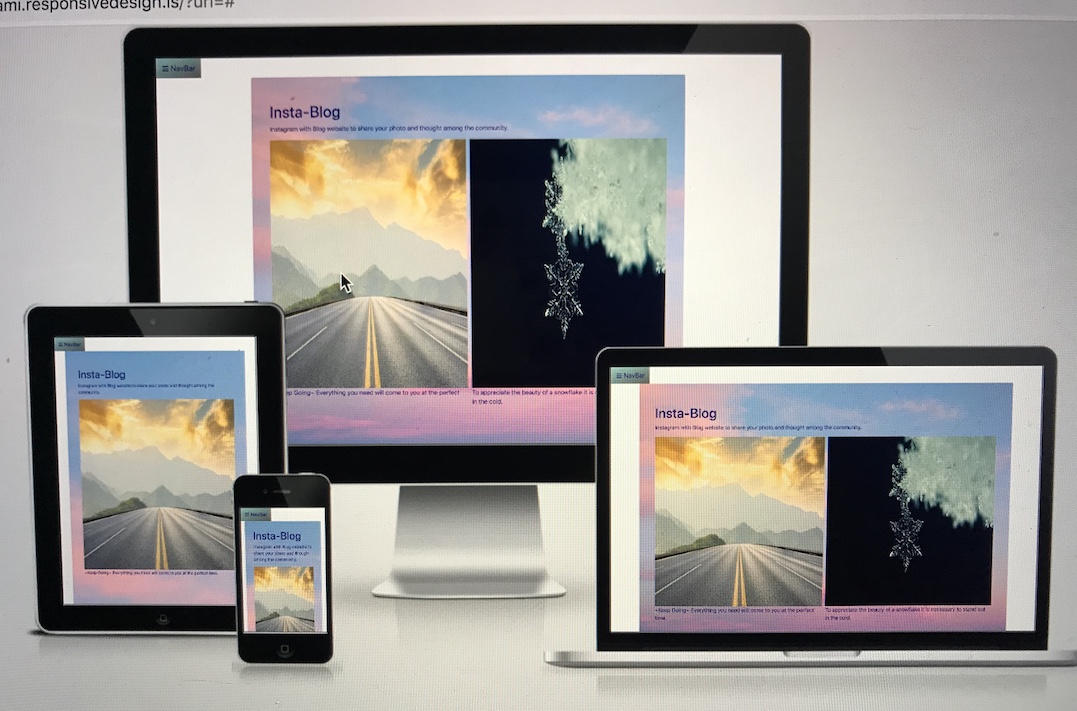 ami.responsivedesign.is/?url=#
☰ NavBar
Insta-Blog
Instagram with Blog website to share your photo and thought among the community.
ep Going~ Everything you need will come to you at the perfect
To appreciate the beauty of a snowflake it is
in the cold.
☰ NavBar
Insta-Blog
Instagram with Blog website to share your photo and thought among the
community.
~Keep Going~ Everything you need will come to you at the perfect time.
☰ NavBar
Insta-Blog
Instagram with Blog website to
share your photo and thought
among the community.
☰ NavBar
Insta-Blog
Instagram with Blog website to share your photo and thought among the community.
~Keep Going~ Everything you need will come to you at the perfect
time.
To appreciate the beauty of a snowflake it is necessary to stand out
in the cold.